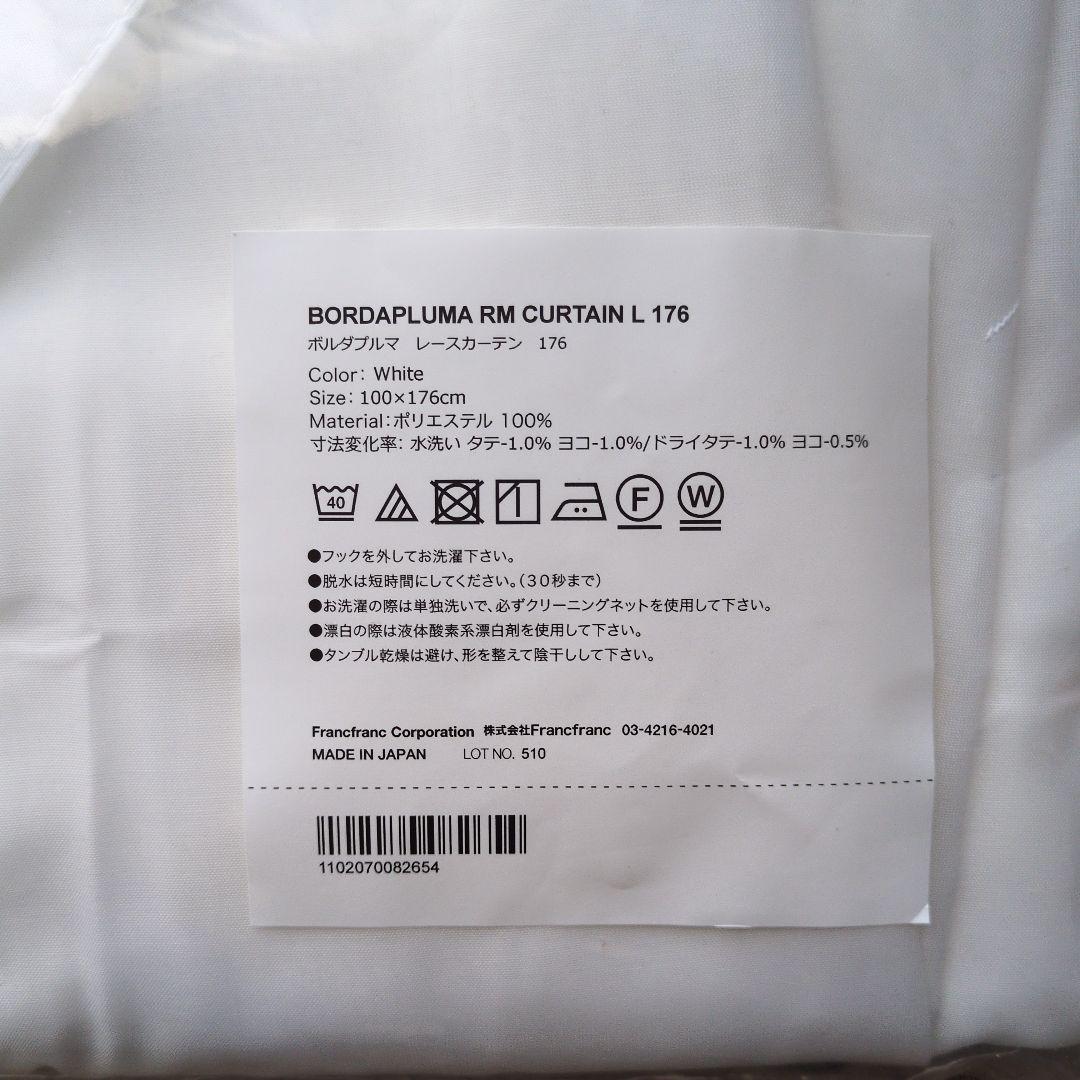 BORDAPLUMA RM CURTAIN L 176
ボルダプルマ　レースカーテン　176
Color: White
Size: 100×176cm
Material:ポリエステル 100%
寸法変化率: 水洗い タテ-1.0% ヨコ-1.0%/ドライタテ-1.0% ヨコ-0.5%
40 F W
●フックを外してお洗濯下さい。
●脱水は短時間にしてください。(30秒まで)
●お洗濯の際は単独洗いで、必ずクリーニングネットを使用して下さい。
●漂白の際は液体酸素系漂白剤を使用して下さい。
●タンブル乾燥は避け、形を整えて陰干しして下さい。
Francfranc Corporation 株式会社Francfranc 03-4216-4021
MADE IN JAPAN LOT NO. 510
1102070082654